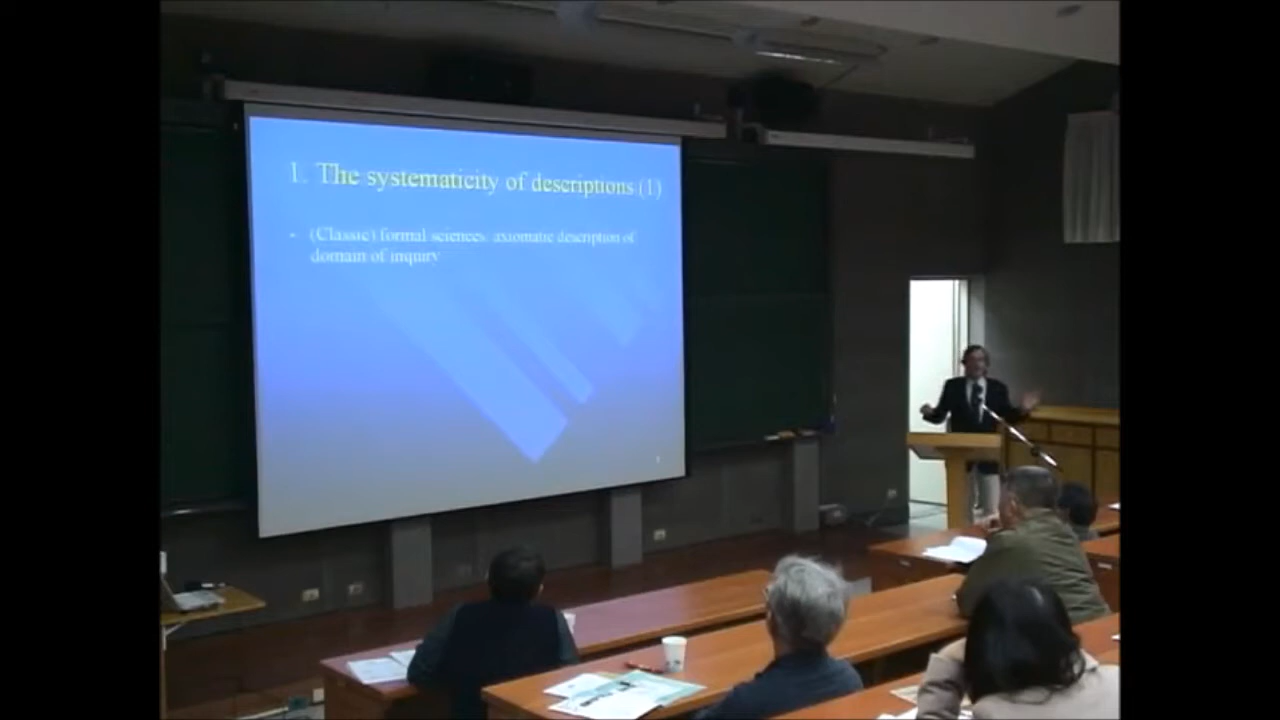 1. The systematicity of descriptions (1)
- (Classic) formal sciences: axiomatic description of
domain of inquiry